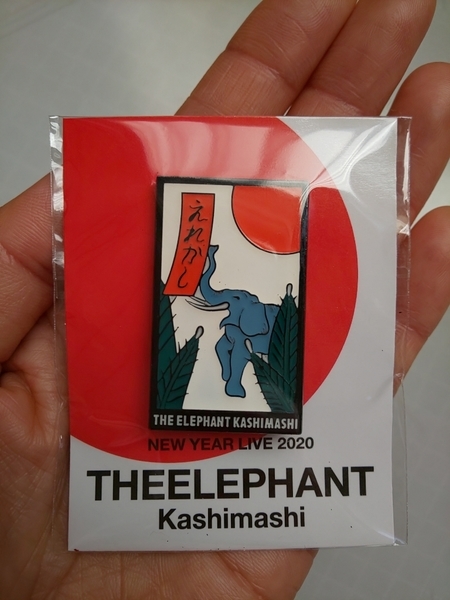 えれかし
THE ELEPHANT KASHIMASHI
NEW YEAR LIVE 2020
THEELEPHANT
Kashimashi